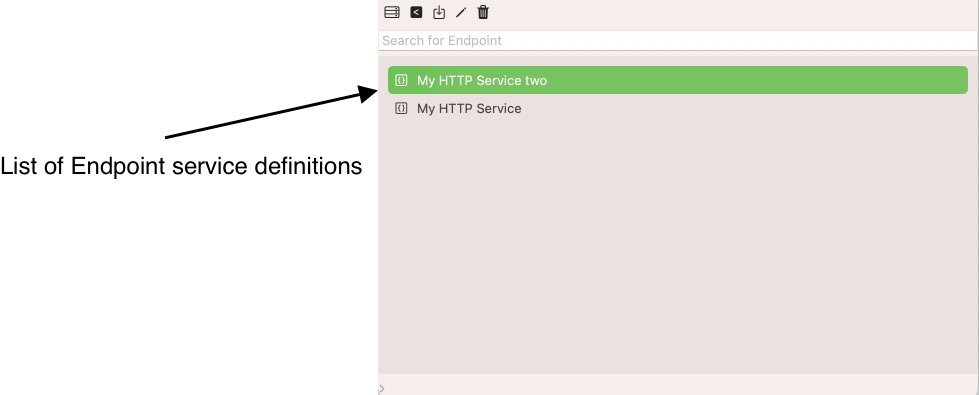 Search for Endpoint
My HTTP Service two
My HTTP Service
List of Endpoint service definitions